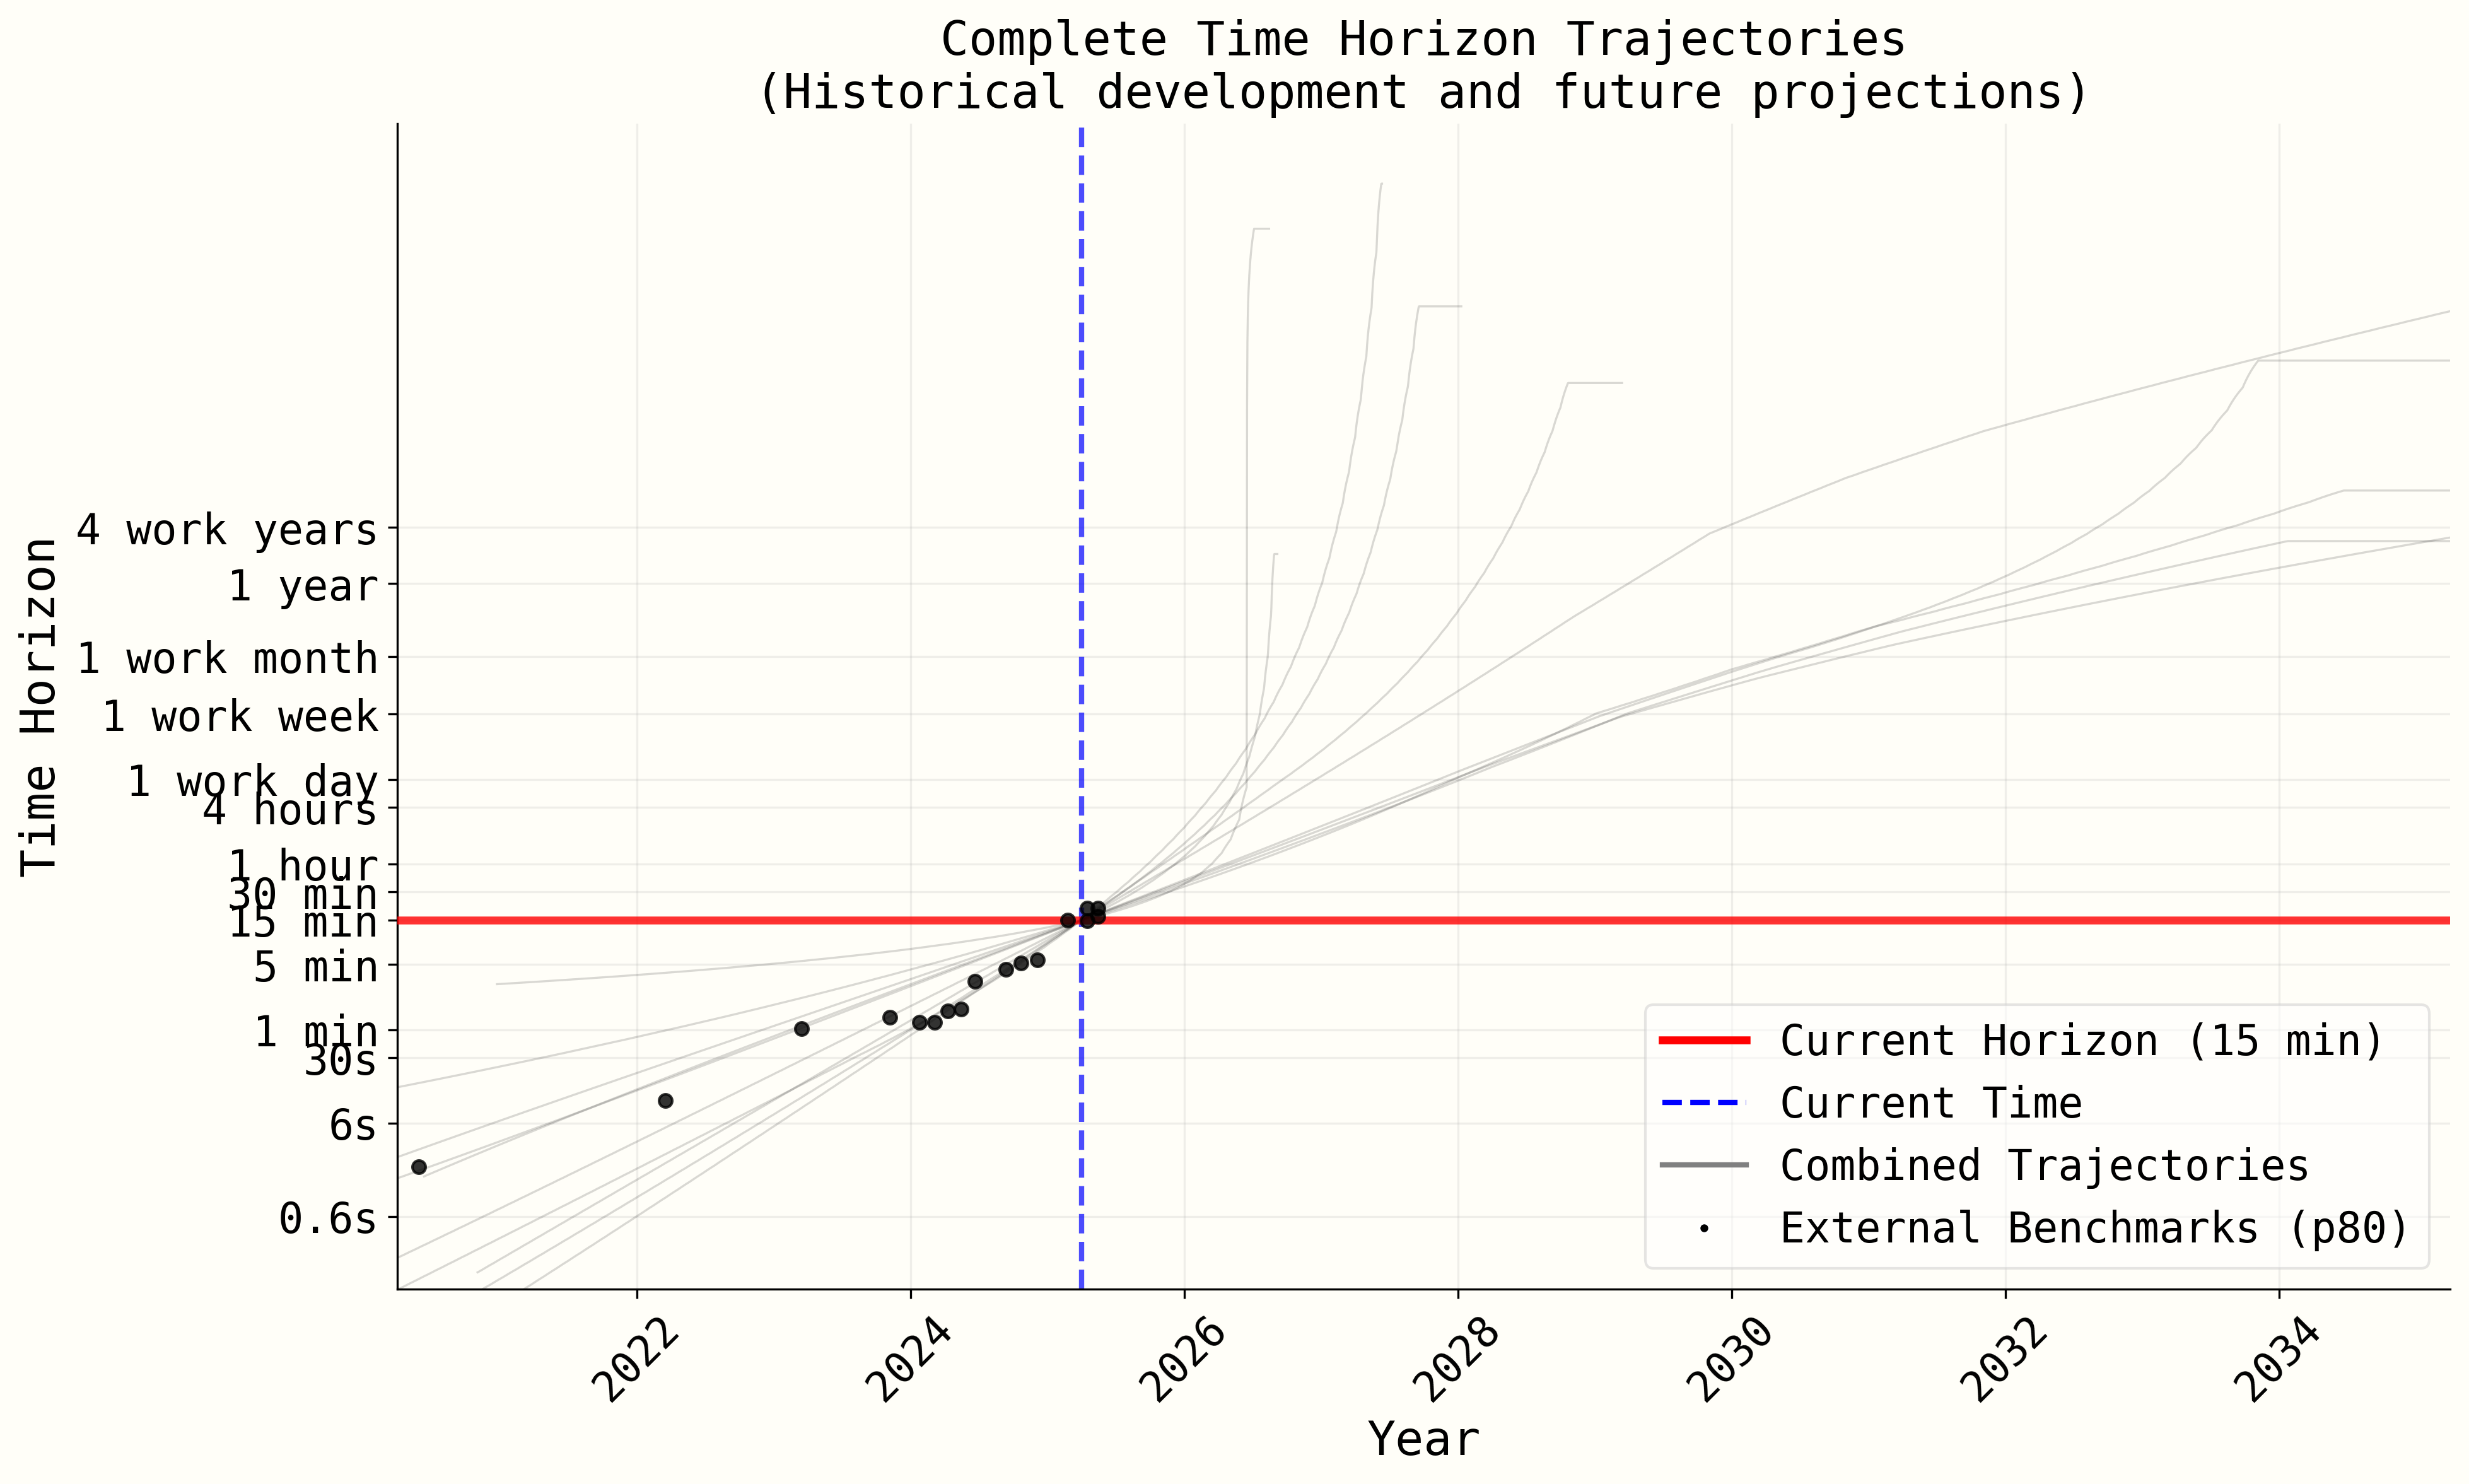 Complete Time Horizon Trajectories
(Historical development and future projections)
Time Horizon
4 work years
1 year
1 work month
1 work week
1 work day
4 hours
1 hour
30 min
15 min
5 min
1 min
30s
6s
0.6s
Current Horizon (15 min)
Current Time
Combined Trajectories
External Benchmarks (p80)
2022
2024
2026
2028
2030
2032
2034
Year